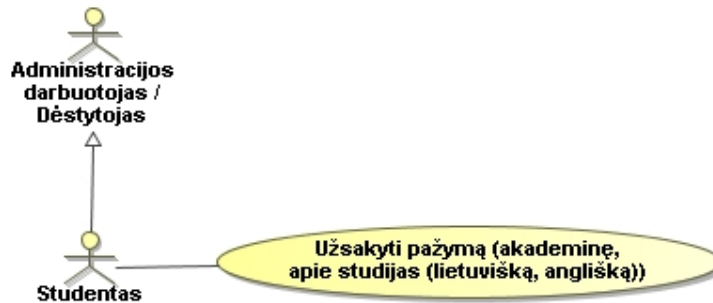 Administracijos
darbuotojas /
Dėstytojas
Studentas
Užsakyti pažymą (akademinę,
apie studijas (lietuvišką, anglišką))